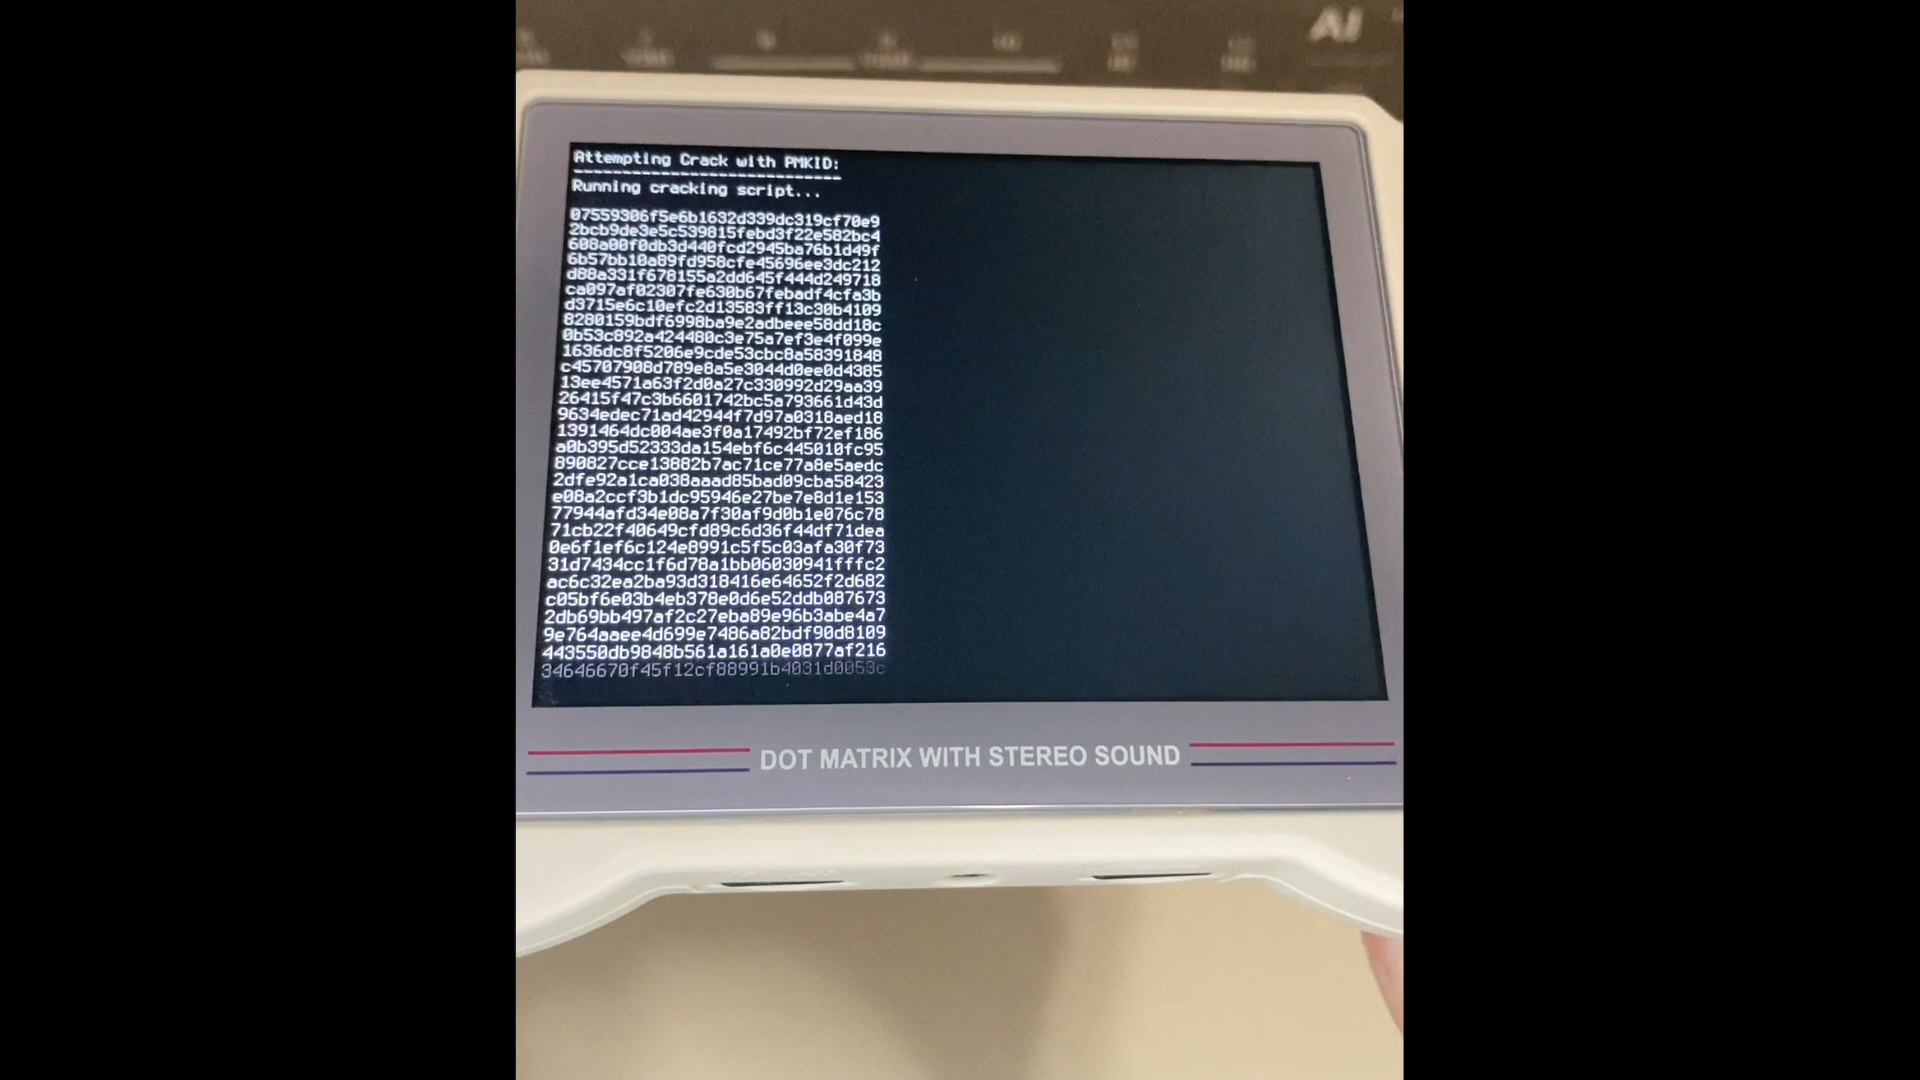 AI
Attempting Crack with PMKID:
Running cracking script...
07559306f5e6b1632d339dc319cf70e9
2bcb9de3e5c539815febd3f22e582bc4
608a00f0db3d440fcd2945ba76b1d49f
6b57bb10a89fd958cfe45696ee3dc212
d88a331f678155a2dd645f444d249718
ca097af02307fe630b67febadf4cfa3b
d3715e6c10efc2d13583ff13c30b4109
8280159bdf6998ba9e2adbeee58dd18c
0b53c892a424480c3e75a7ef3e4f099e
1636dc8f5206e9cde53cbc8a58391848
c45707908d789e8a5e3044d0ee0d4385
13ee4571a63f2d0a27c330992d29aa39
26415f47c3b6601742bc5a793661d43d
9634edec71ad42944f7d97a0318aed18
1391464dc004ae3f0a17492bf72ef186
a0b395d52333da154ebf6c445010fc95
890827cce13882b7ac71ce77a8e5aedc
2dfe92a1ca038aaad85bad09cba58423
e08a2ccf3b1dc95946e27be7e8d1e153
77944afd34e08a7f30af9d0b1e076c78
71cb22f40649cfd89c6d36f44df71dea
0e6f1ef6c124e8991c5f5c03afa30f73
31d7434cc1f6d78a1bb06030941fffc2
ac6c32ea2ba93d318416e64652f2d682
c05bf6e03b4eb378e0d6e52ddb087673
2db69bb497af2c27eba89e96b3abe4a7
9e764aaee4d699e7486a82bdf90d8109
443550db9848b561a161a0e0877af216
34646670f45f12cf88991b4031d0053c
DOT MATRIX WITH STEREO SOUND